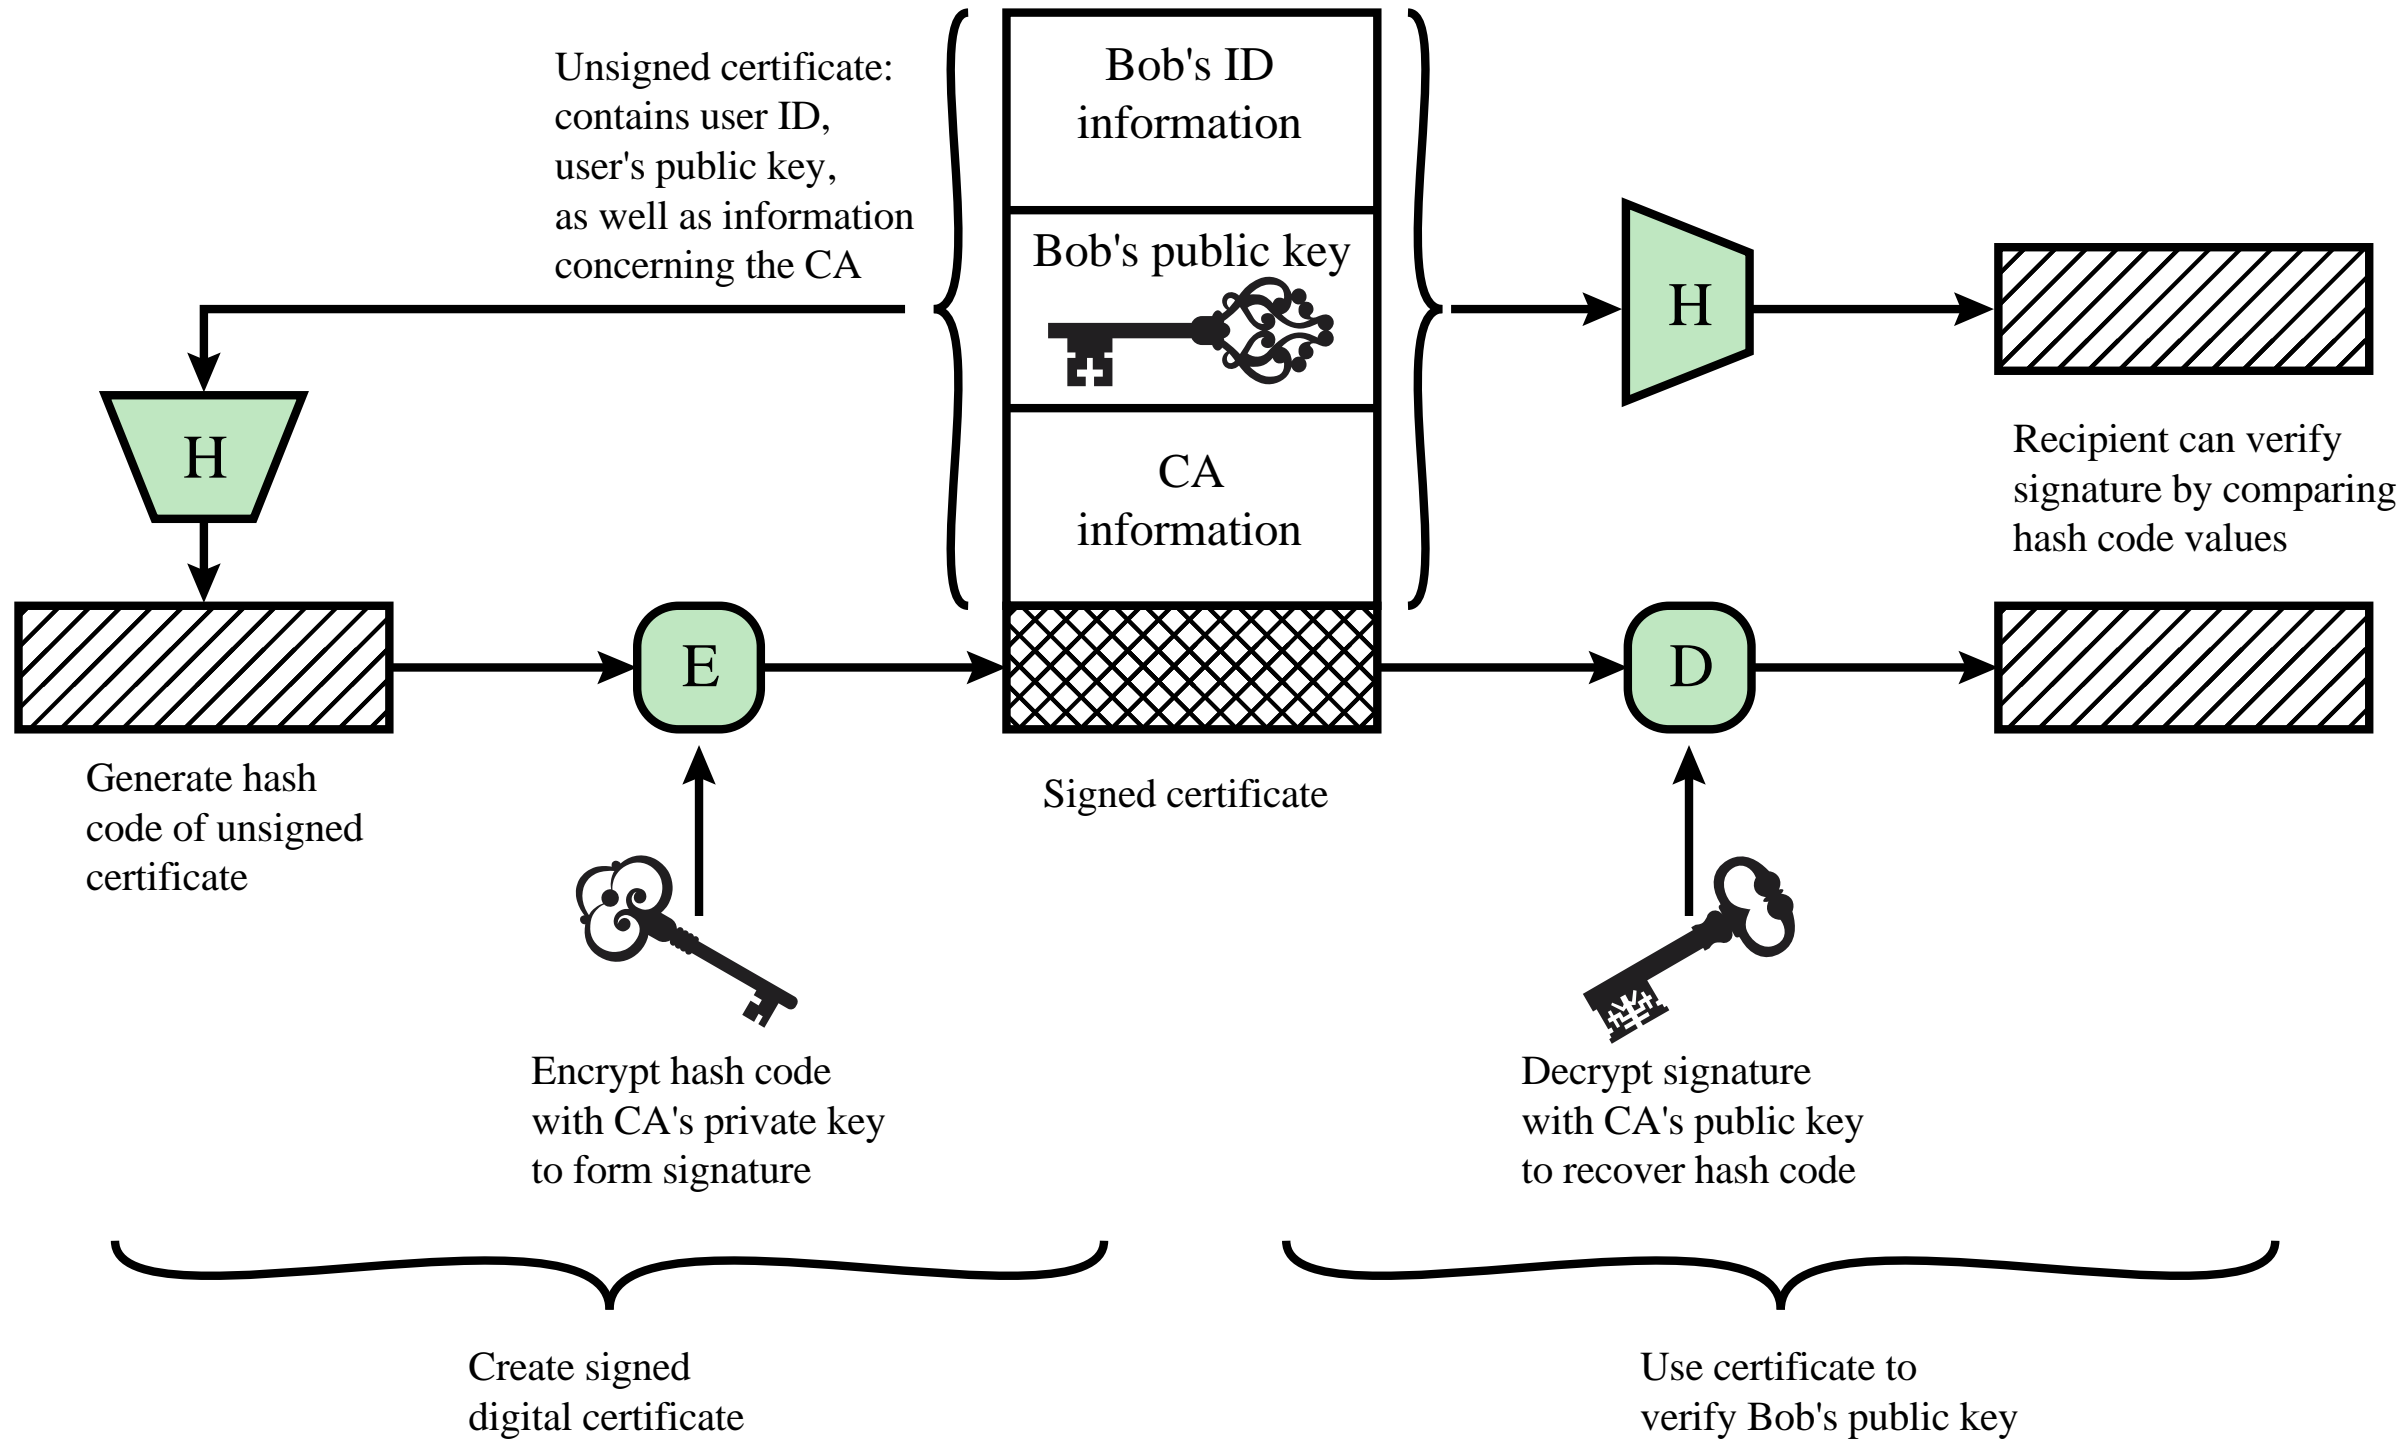 Unsigned certificate:
contains user ID,
user's public key,
as well as information
concerning the CA
Bob's ID
information
Bob's public key
CA
information
H
H
Recipient can verify
signature by comparing
hash code values
E
D
Generate hash
code of unsigned
certificate
Signed certificate
Encrypt hash code
with CA's private key
to form signature
Decrypt signature
with CA's public key
to recover hash code
Create signed
digital certificate
Use certificate to
verify Bob's public key